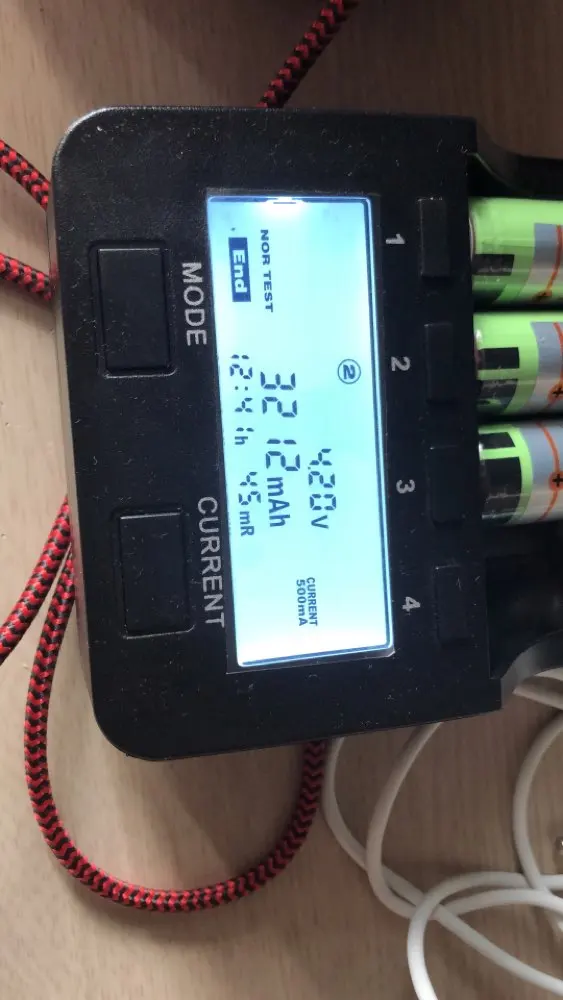 1 2 3 4
NOR TEST
End
②
4.20V
3212mAh
12:41h 45mR
CURRENT
500mA
MODE CURRENT